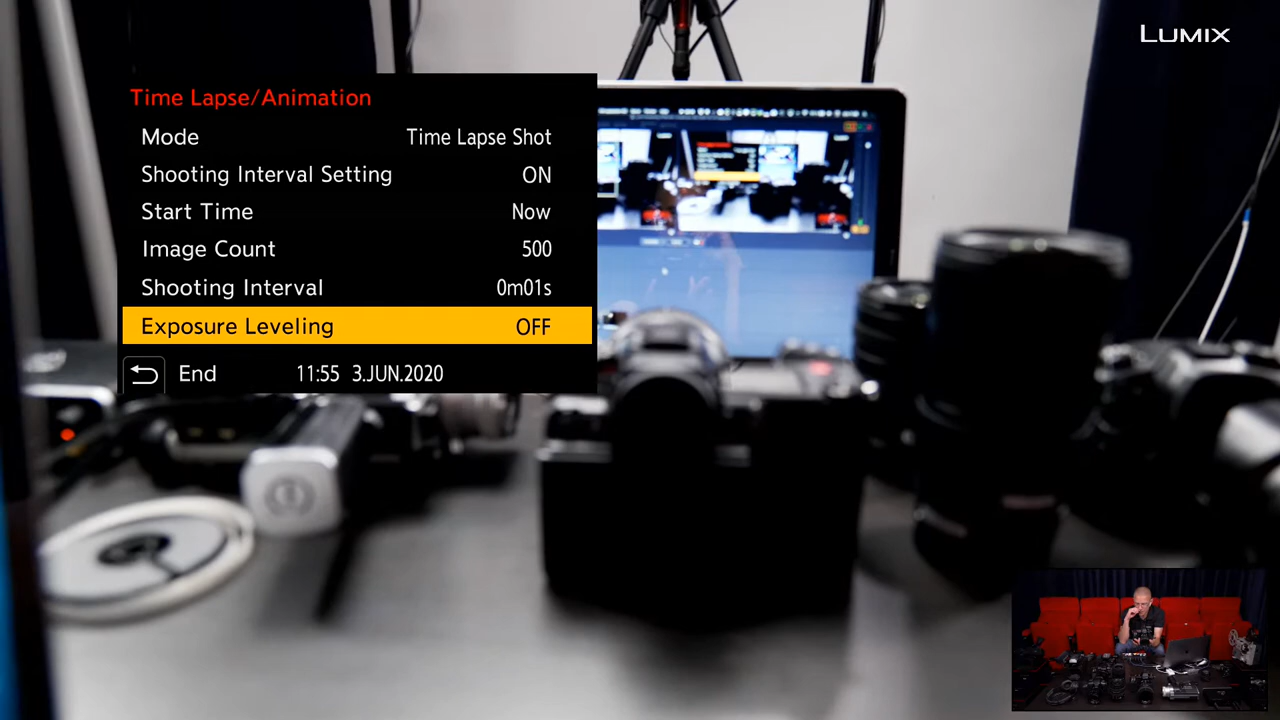 LUMIX
Time Lapse/Animation
Mode Time Lapse Shot
Shooting Interval Setting ON
Start Time Now
Image Count 500
Shooting Interval 0m01s
Exposure Leveling OFF
End 11:55 3.JUN.2020